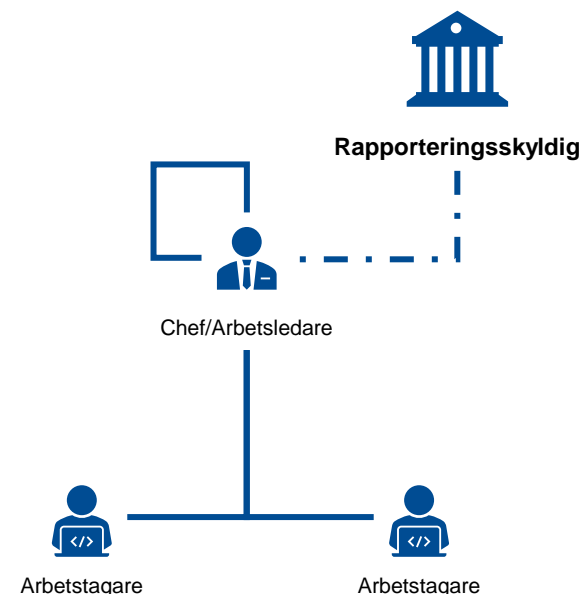 Rapporteringsskyldig
Chef/Arbetsledare
</>
</>
Arbetstagare
Arbetstagare